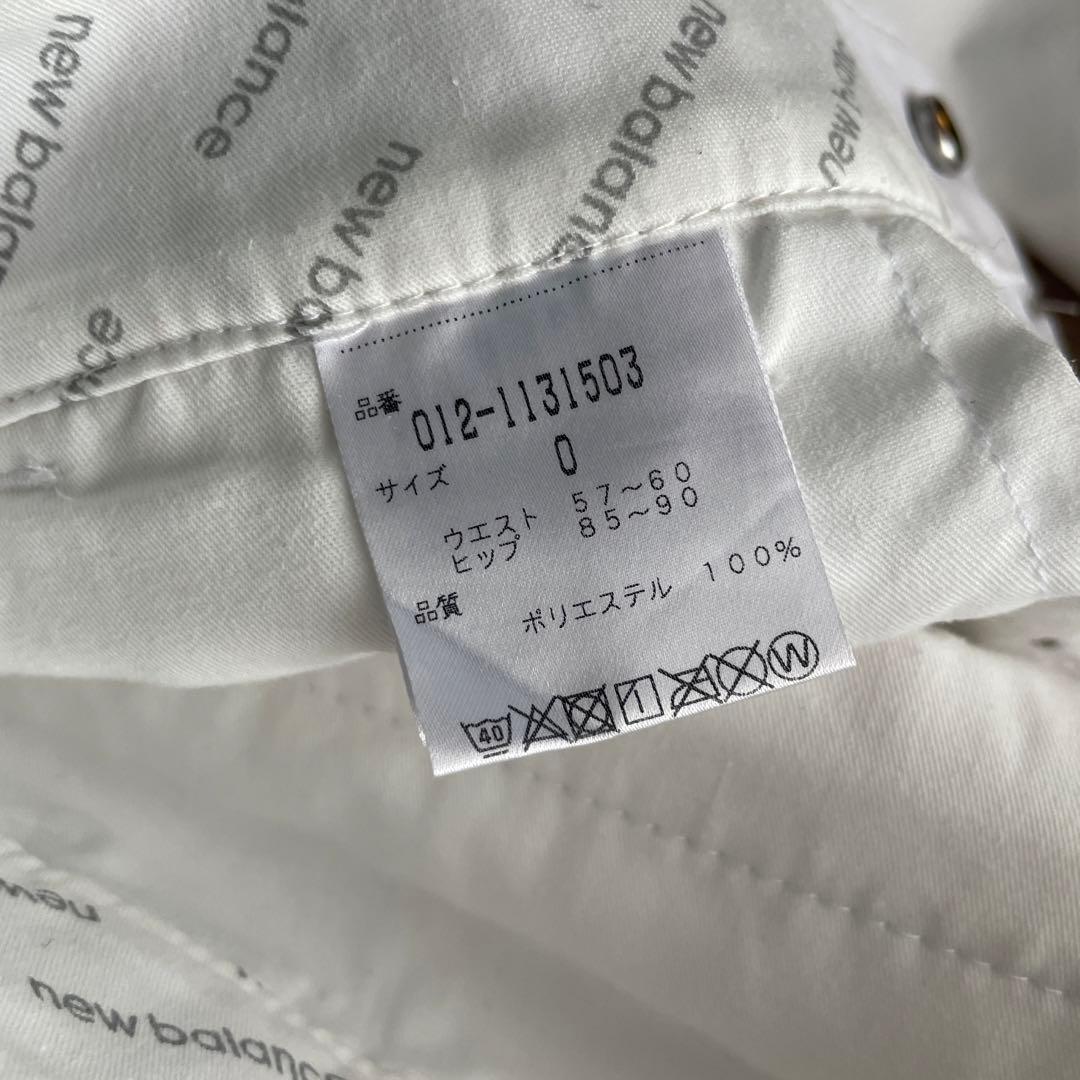 new balance
balance
new balance
new balance
new balance
nce
品番 012-1131503
サイズ 0
ウエスト 57～60
ヒップ 85～90
品質 ポリエステル 100%
40
1
W
new
new balance